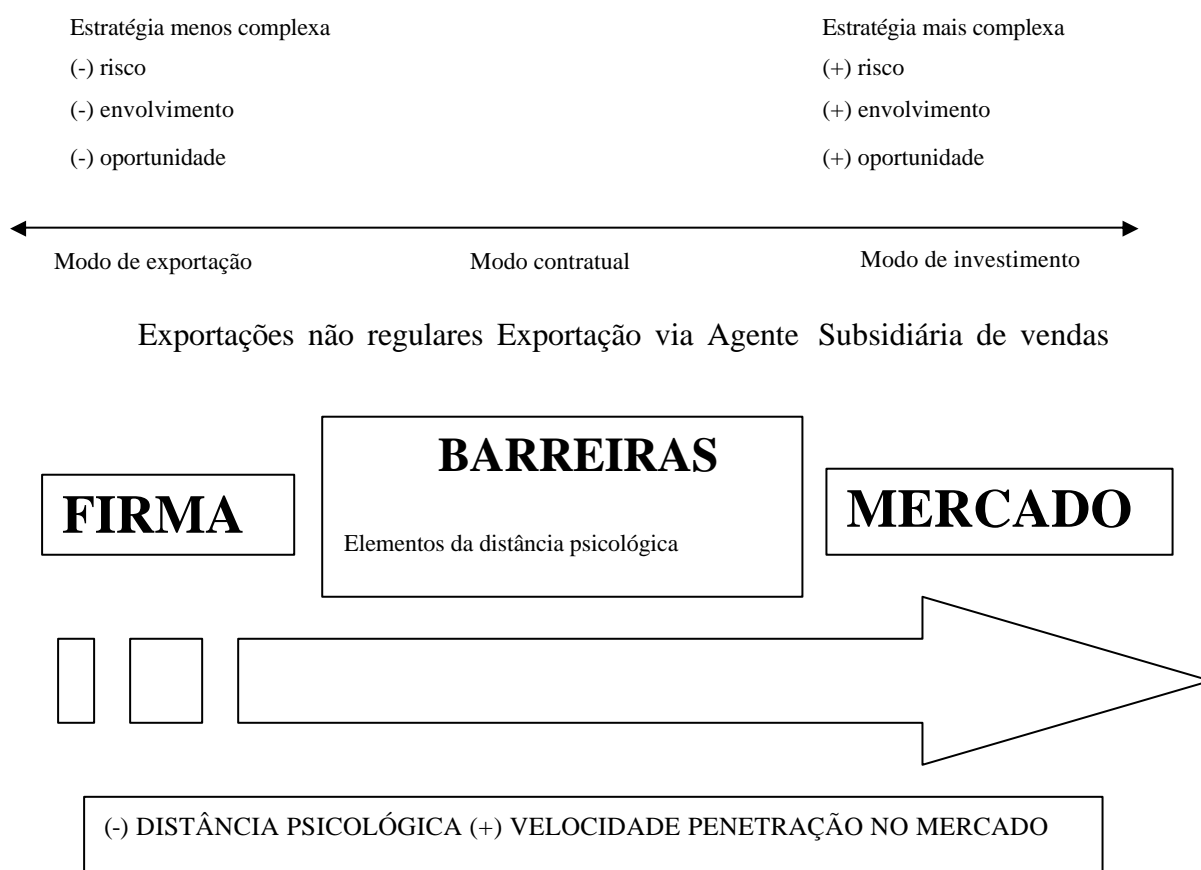 Estratégia menos complexa
(-) risco
(-) envolvimento
(-) oportunidade
Estratégia mais complexa
(+) risco
(+) envolvimento
(+) oportunidade
Modo de exportação
Modo contratual
Modo de investimento
Exportações não regulares Exportação via Agente Subsidiária de vendas
FIRMA
BARREIRAS
Elementos da distância psicológica
MERCADO
(-) DISTÂNCIA PSICOLÓGICA (+) VELOCIDADE PENETRAÇÃO NO MERCADO